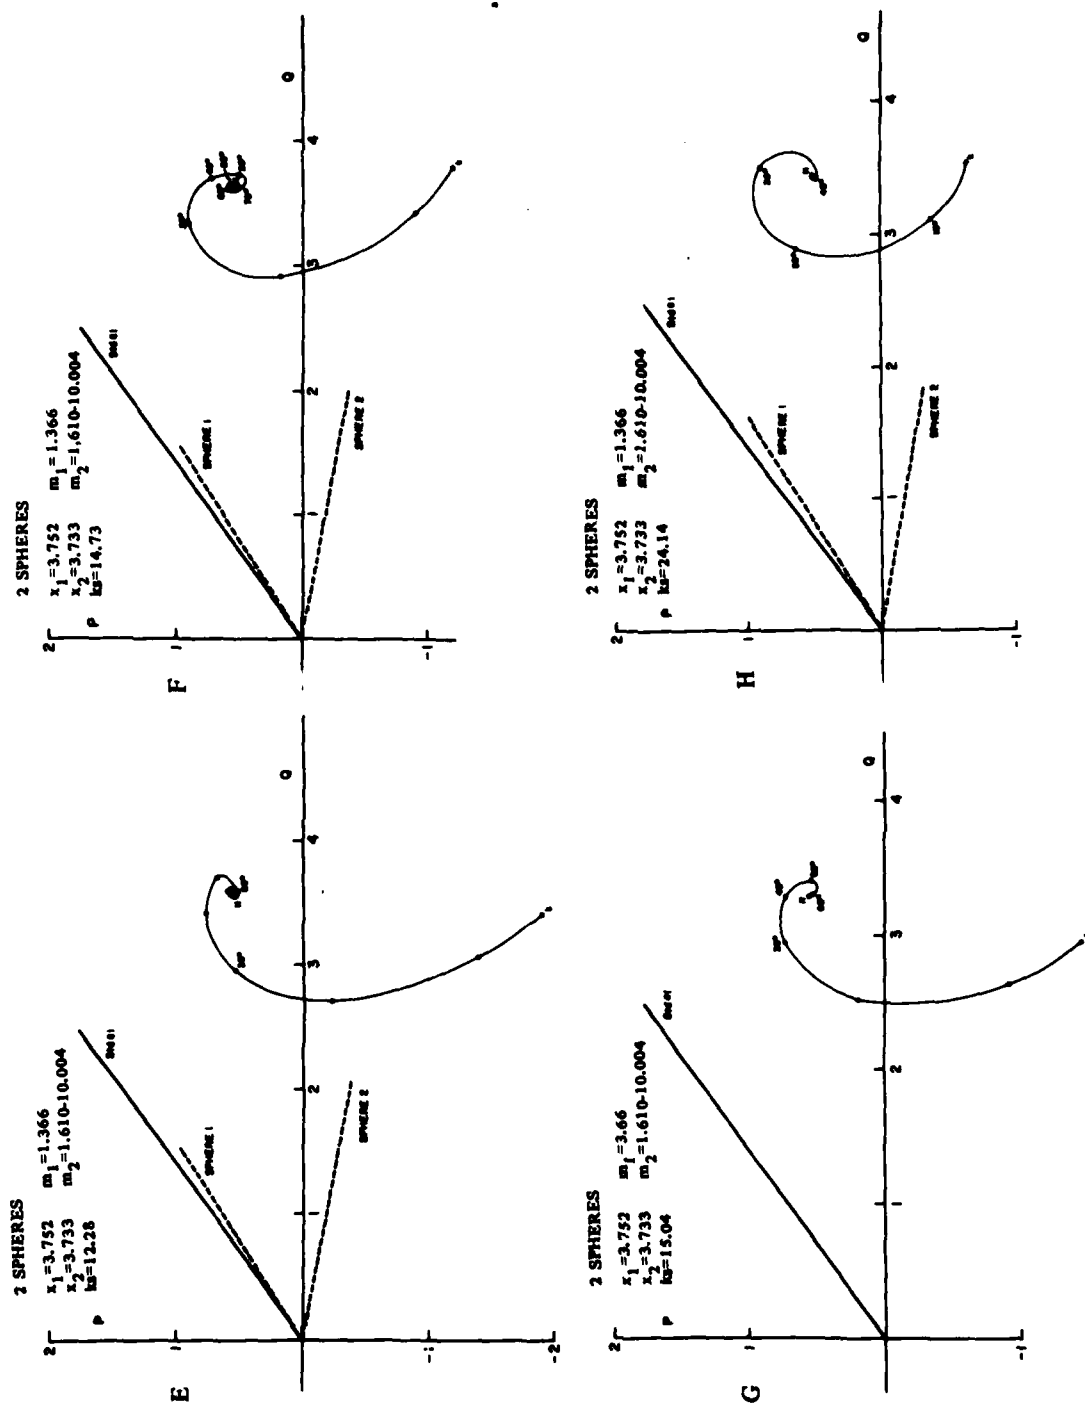 2 SPHERES
x1=3.752 m1=1.366
x2=3.733 m2=1.610-10.004
ks=12.28
E
P
2
1
-1
-2
1
2
3
4
Q
SPHERE 1
SPHERE 2
30°
2 SPHERES
x1=3.752 m1=1.366
x2=3.733 m2=1.610-10.004
ks=14.73
F
P
2
1
-1
1
2
3
4
Q
SPHERE 1
SPHERE 2
2 SPHERES
x1=3.752 m1=3.66
x2=3.733 m2=1.610-10.004
ks=15.04
G
P
2
1
-1
1
2
3
4
Q
2 SPHERES
x1=3.752 m1=1.366
x2=3.733 m2=1.610-10.004
ks=24.14
H
P
2
1
-1
1
2
3
4
Q
SPHERE 1
SPHERE 2